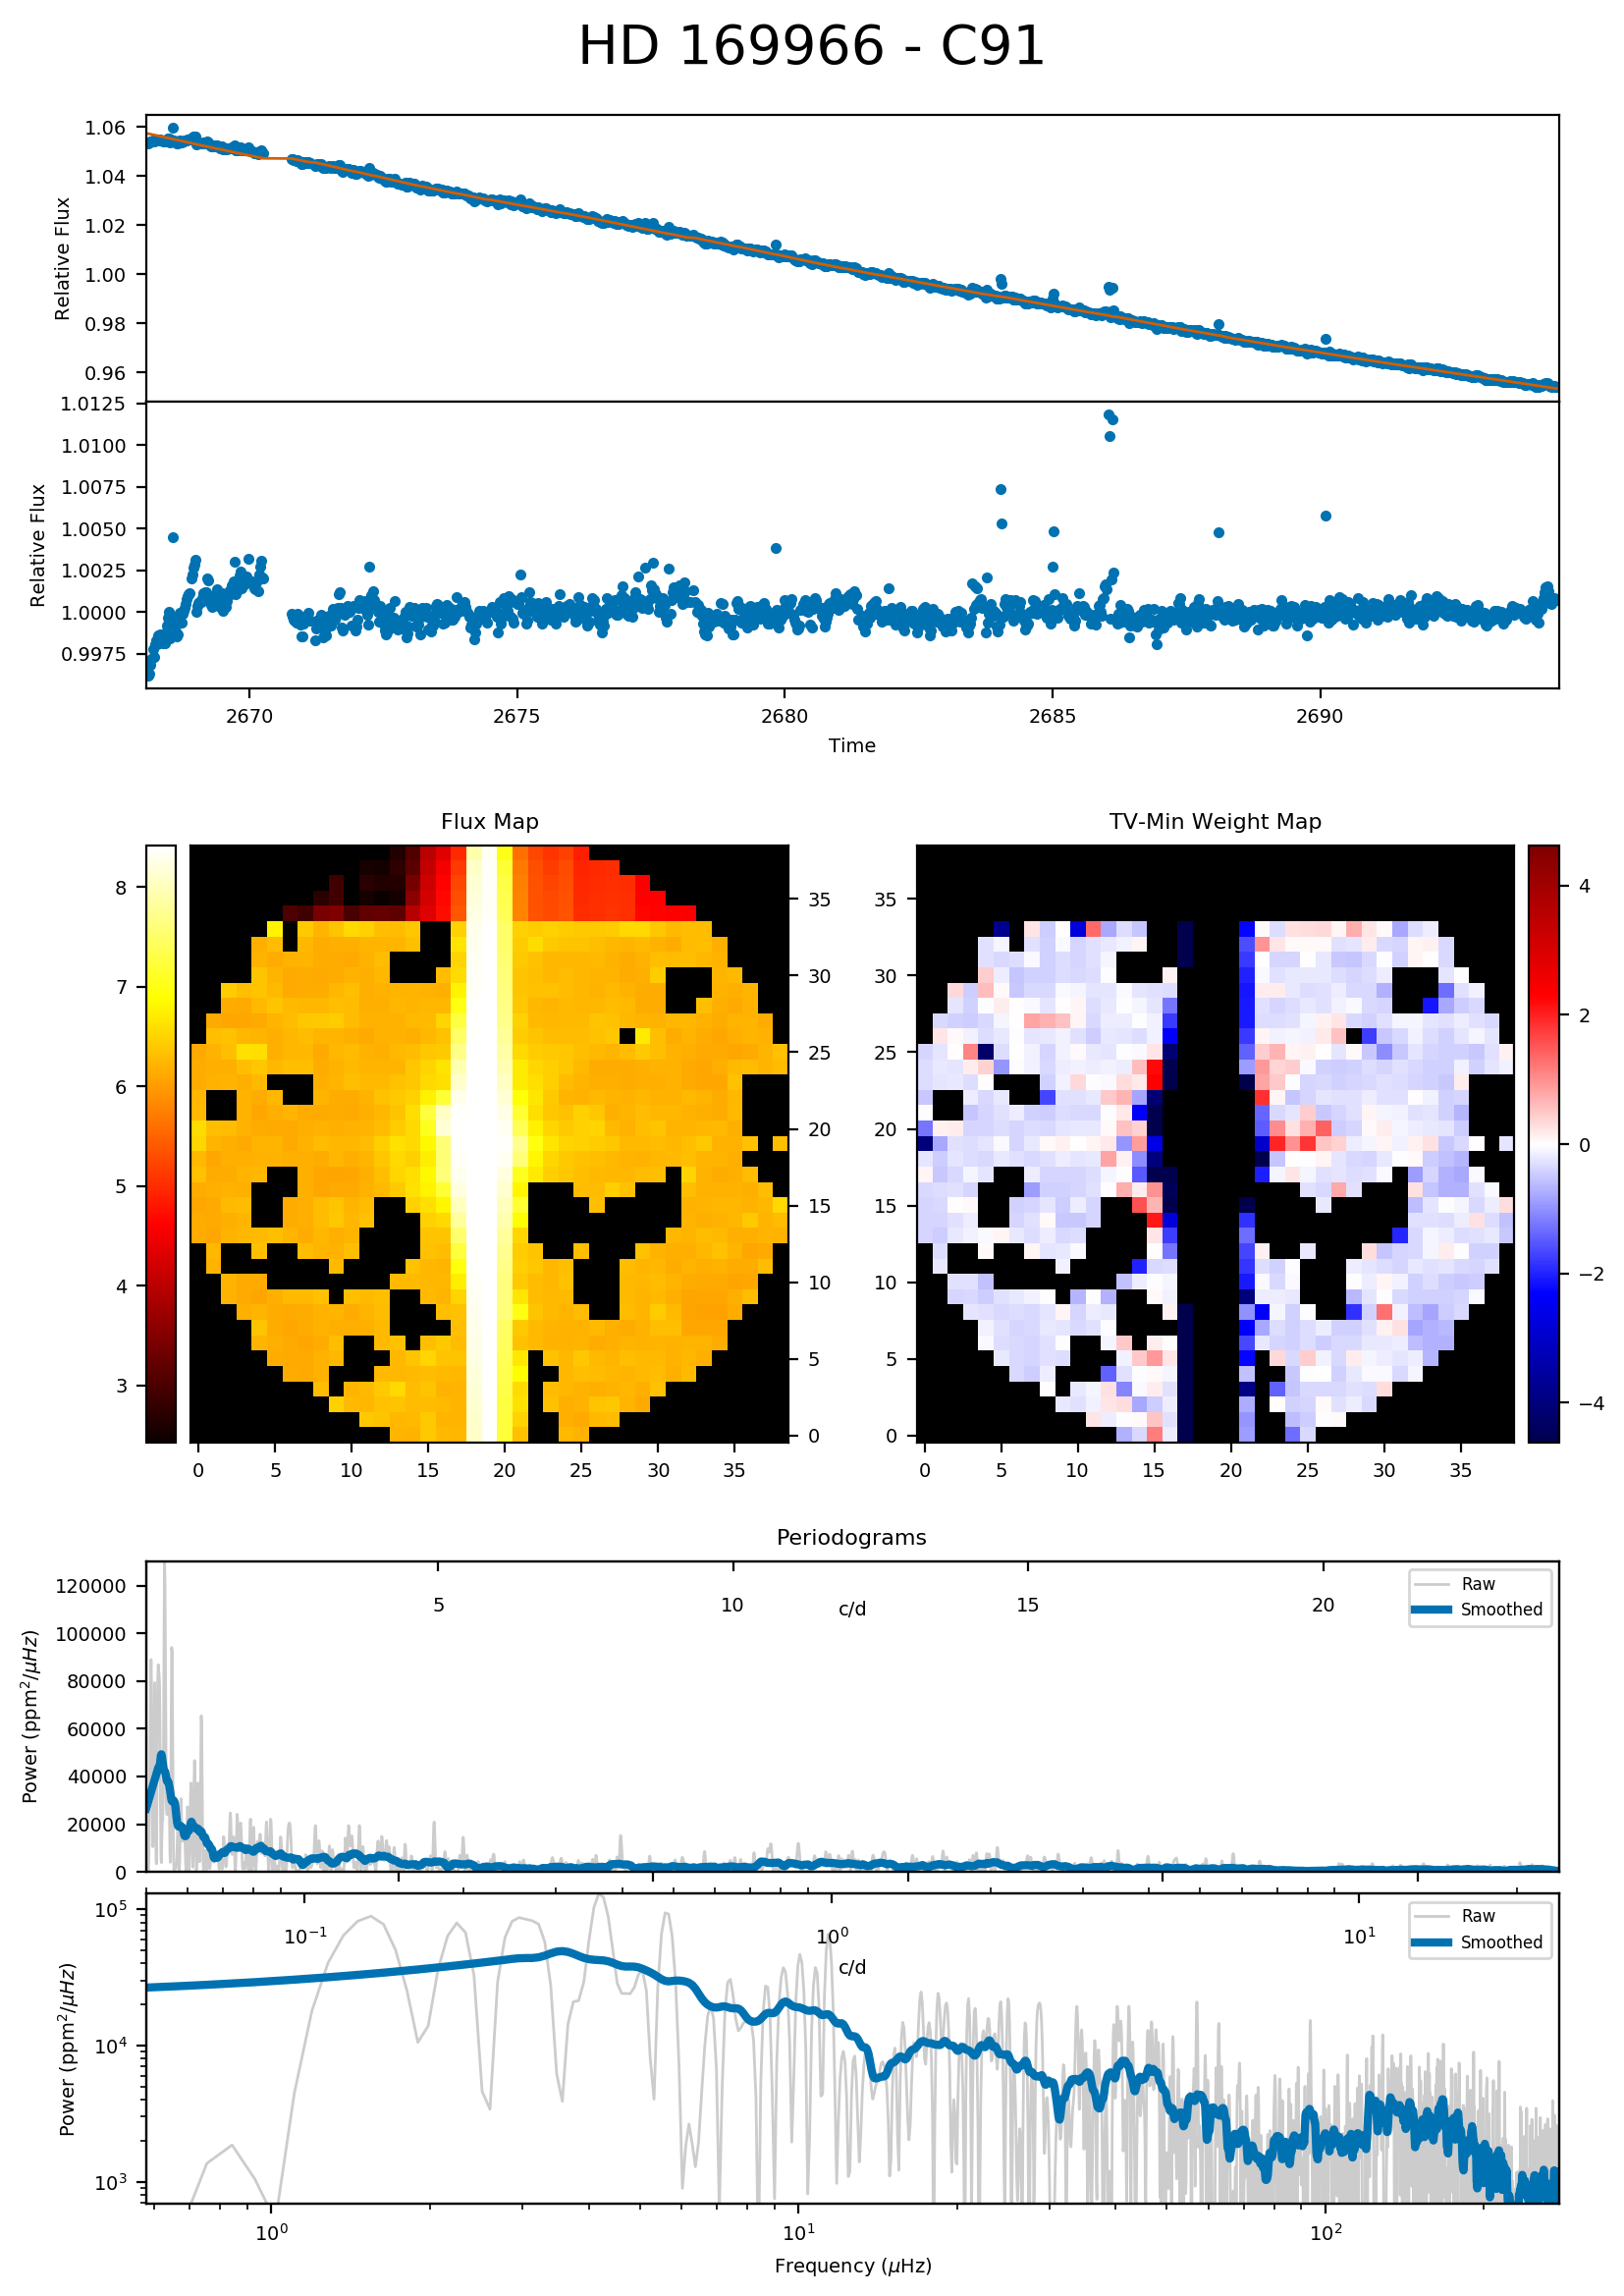 HD 169966 - C91
1.06
1.04
1.02
1.00
0.98
0.96
Relative Flux
1.0125
1.0100
1.0075
1.0050
1.0025
1.0000
0.9975
Relative Flux
2670 2675 2680 2685 2690
Time
Flux Map
8
7
6
5
4
3
35
30
25
20
15
10
5
0
0 5 10 15 20 25 30 35
TV-Min Weight Map
35
30
25
20
15
10
5
0
0 5 10 15 20 25 30 35
4
2
0
−2
−4
Periodograms
120000
100000
80000
60000
40000
20000
0
Power (ppm²/μHz)
5 10 15 20
c/d
Raw
Smoothed
10⁵
10⁴
10³
Power (ppm²/μHz)
10⁻¹ 10⁰ 10¹
c/d
Raw
Smoothed
10⁰ 10¹ 10²
Frequency (μHz)